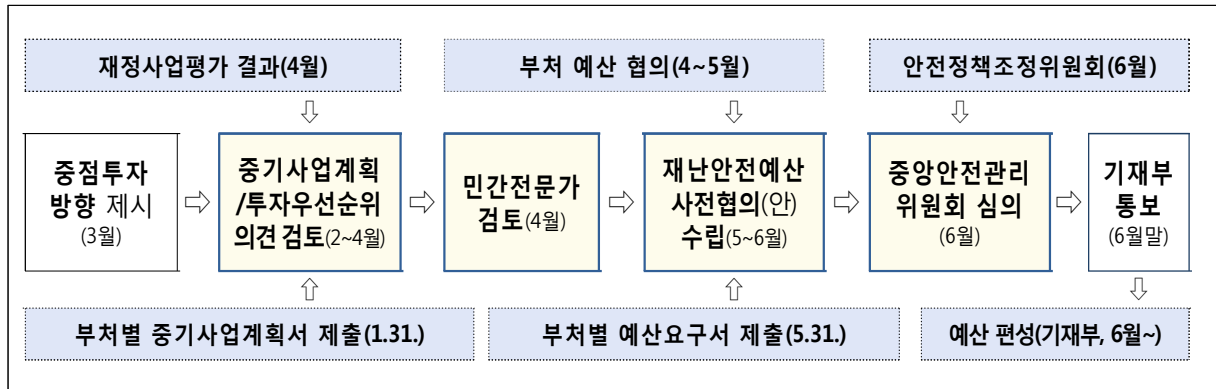 재정사업평가 결과(4월)
부처 예산 협의(4~5월)
안전정책조정위원회(6월)
중점투자
방향 제시
(3월)
⇨
중기사업계획
/투자우선순위
의견 검토(2~4월)
⇨
민간전문가
검토(4월)
⇨
재난안전예산
사전협의(안)
수립(5~6월)
⇨
중앙안전관리
위원회 심의
(6월)
⇨
기재부
통보
(6월말)
부처별 중기사업계획서 제출(1.31.)
부처별 예산요구서 제출(5.31.)
예산 편성(기재부, 6월~)